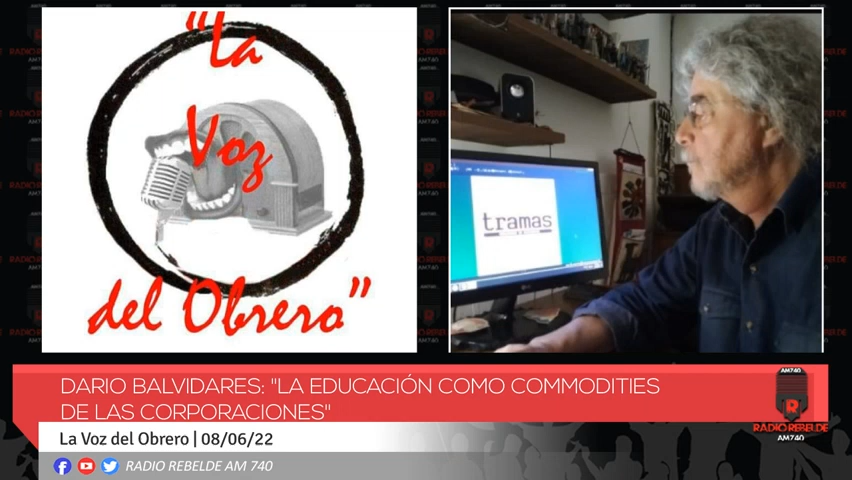 "La
Voz
del Obrero"
tramas
DARIO BALVIDARES: "LA EDUCACIÓN COMO COMMODITIES
DE LAS CORPORACIONES"
La Voz del Obrero | 08/06/22
RADIO REBELDE AM 740
AM740
R
RADIO REBELDE
AM740